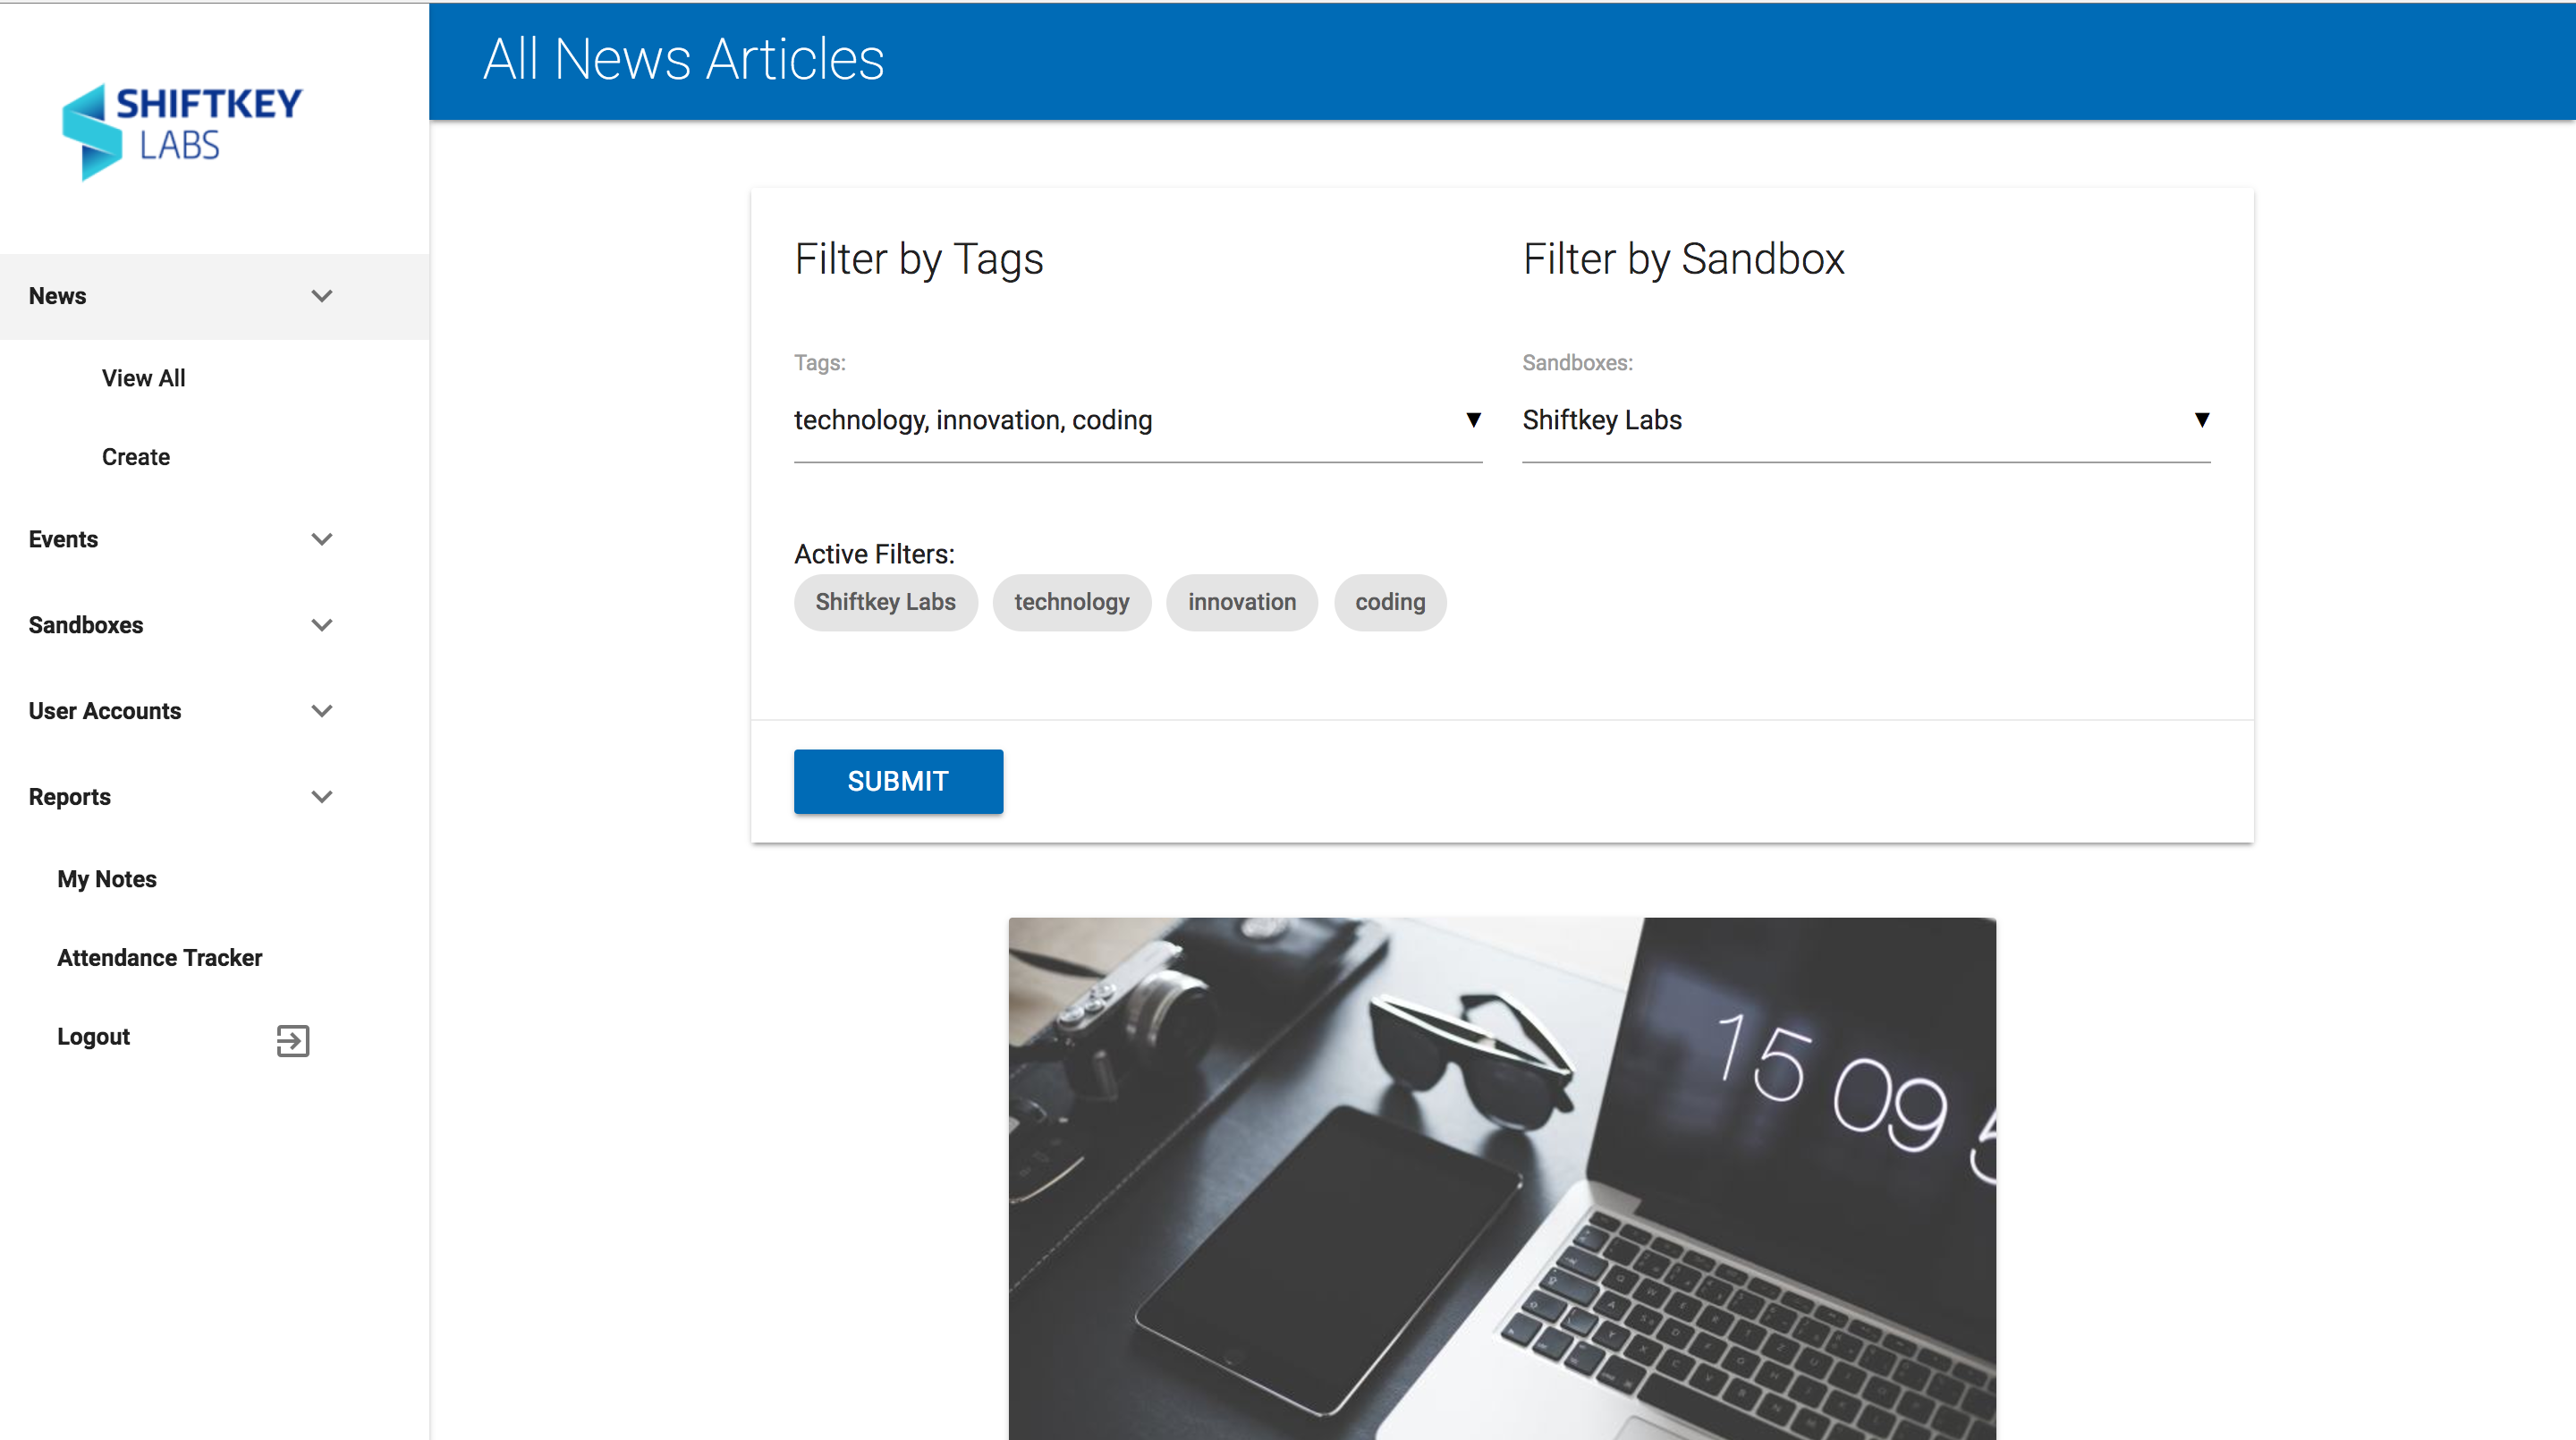 SHIFTKEY
LABS
News
View All
Create
Events
Sandboxes
User Accounts
Reports
My Notes
Attendance Tracker
Logout
All News Articles
Filter by Tags
Tags:
technology, innovation, coding
Filter by Sandbox
Sandboxes:
Shiftkey Labs
Active Filters:
Shiftkey Labs technology innovation coding
SUBMIT
15 09 5